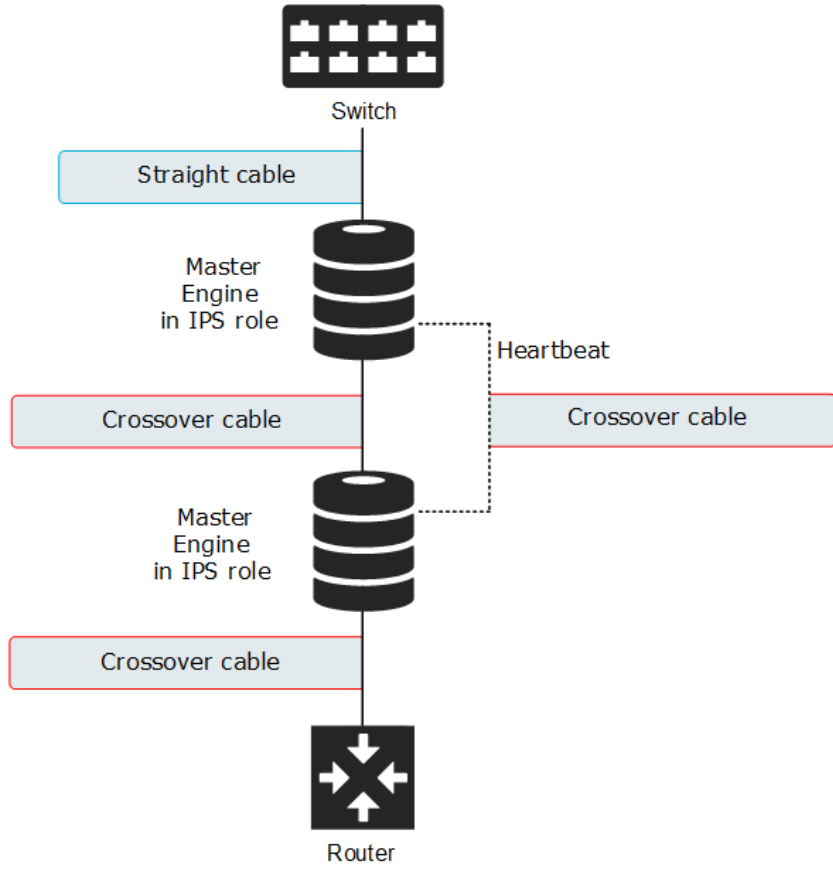 Switch
Straight cable
Master
Engine
in IPS role
Heartbeat
Crossover cable
Crossover cable
Master
Engine
in IPS role
Crossover cable
Router